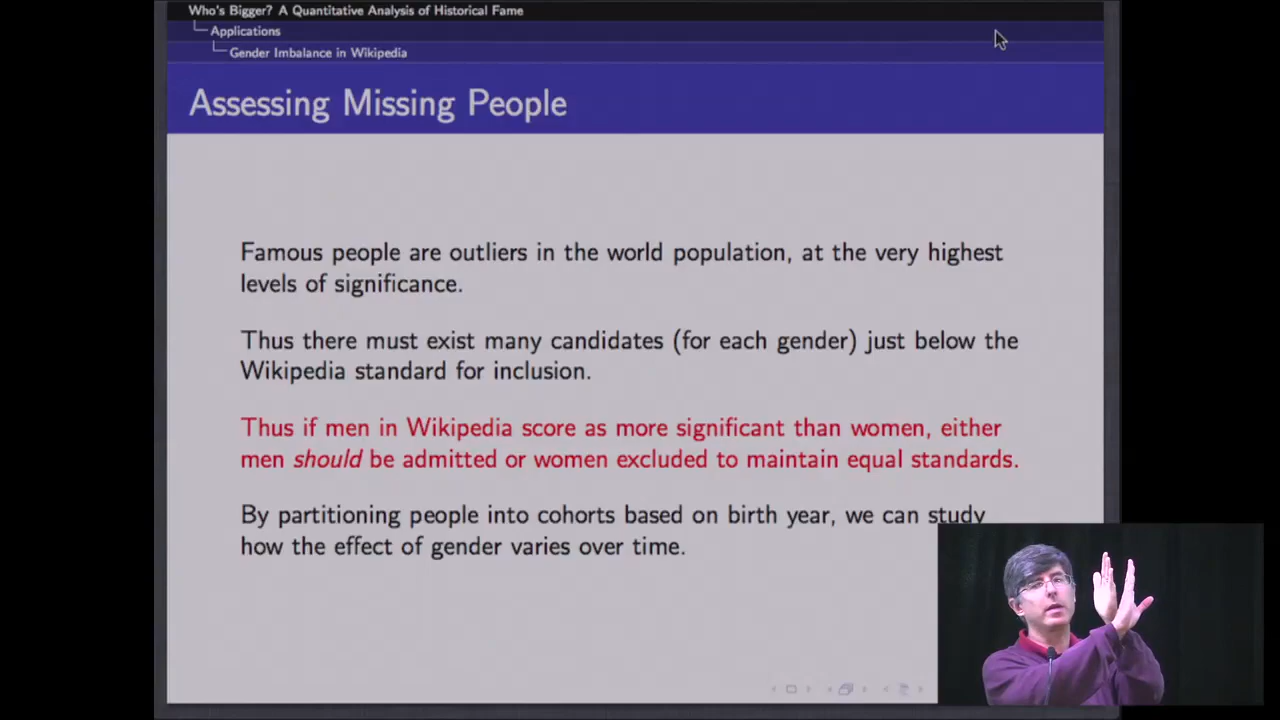 Who's Bigger? A Quantitative Analysis of Historical Fame
Applications
Gender Imbalance in Wikipedia
Assessing Missing People
Famous people are outliers in the world population, at the very highest
levels of significance.
Thus there must exist many candidates (for each gender) just below the
Wikipedia standard for inclusion.
Thus if men in Wikipedia score as more significant than women, either
men should be admitted or women excluded to maintain equal standards.
By partitioning people into cohorts based on birth year, we can study
how the effect of gender varies over time.